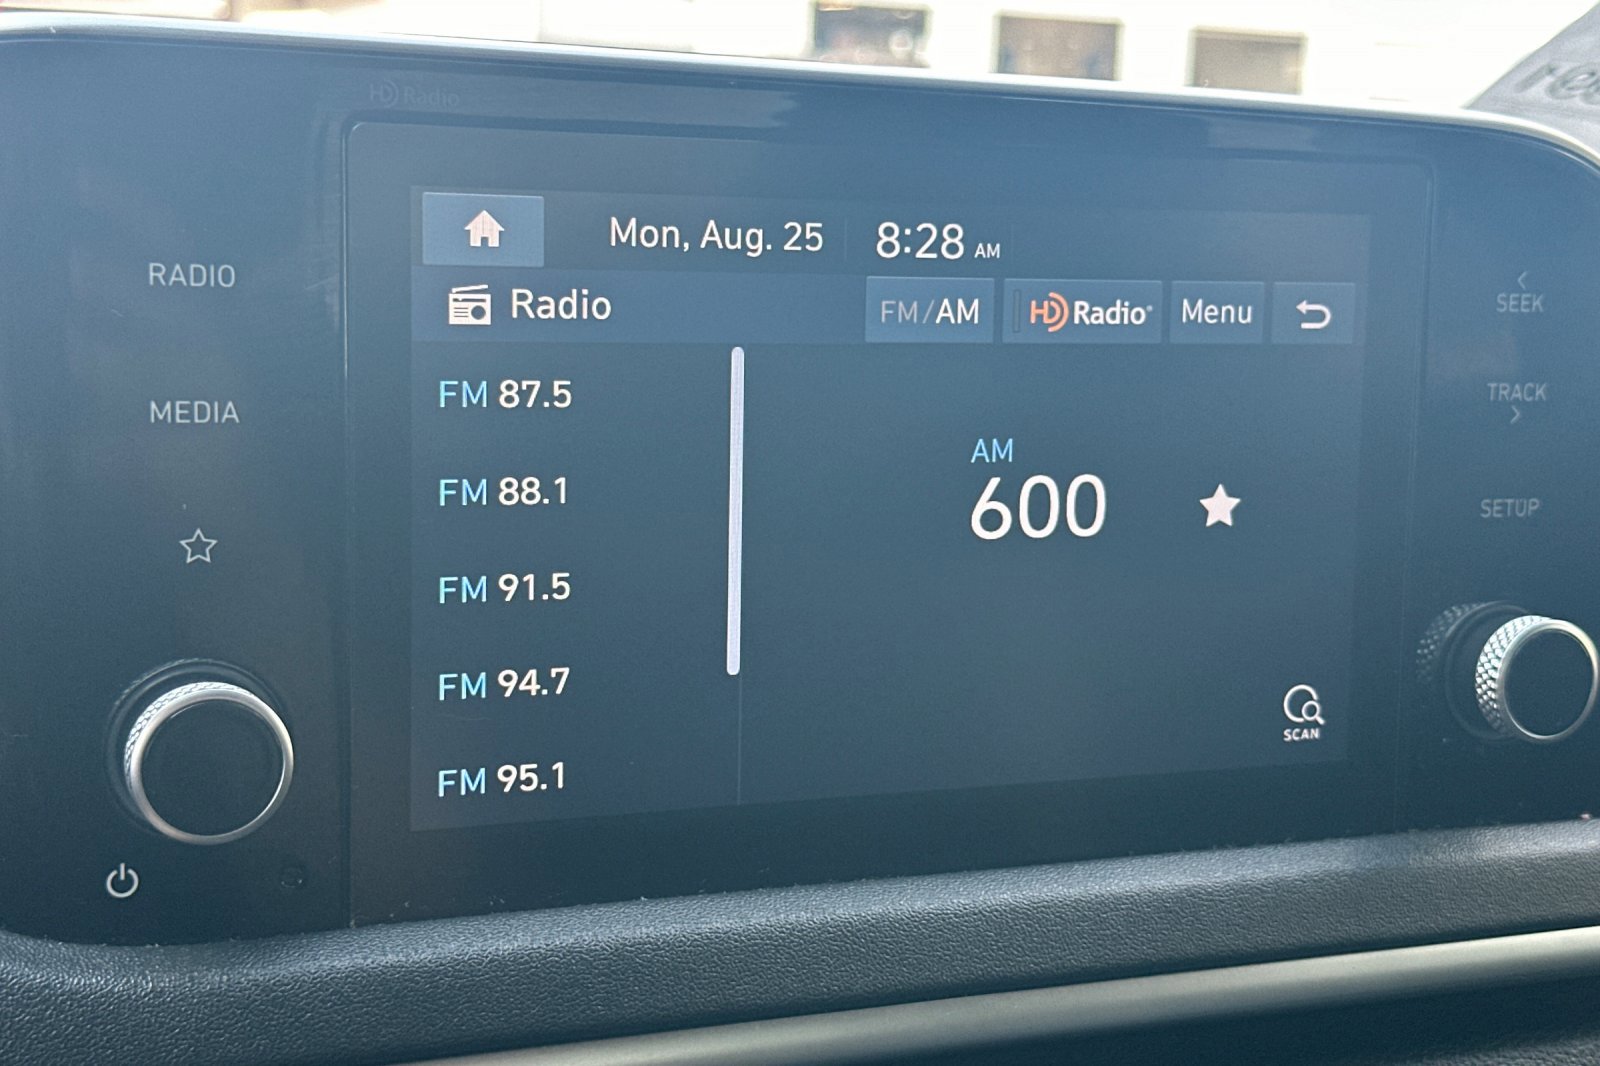 HD Radio
Mon, Aug. 25 8:28 AM
Radio FM/AM HD Radio Menu
FM 87.5
FM 88.1
FM 91.5
FM 94.7
FM 95.1
AM
600
SCAN
RADIO
MEDIA
SEEK
TRACK
SETUP